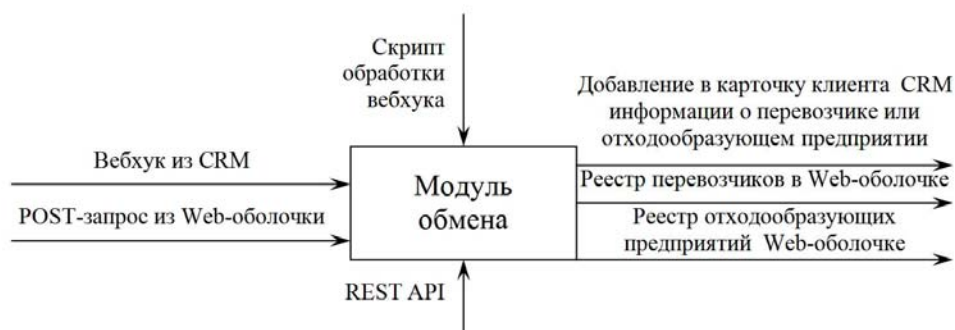 Скрипт
обработки
вебхука
Добавление в карточку клиента CRM
информации о перевозчике или
отходообразующем предприятии
Вебхук из CRM
Модуль
обмена
Реестр перевозчиков в Web-оболочке
POST-запрос из Web-оболочки
Реестр отходообразующих
предприятий Web-оболочке
REST API